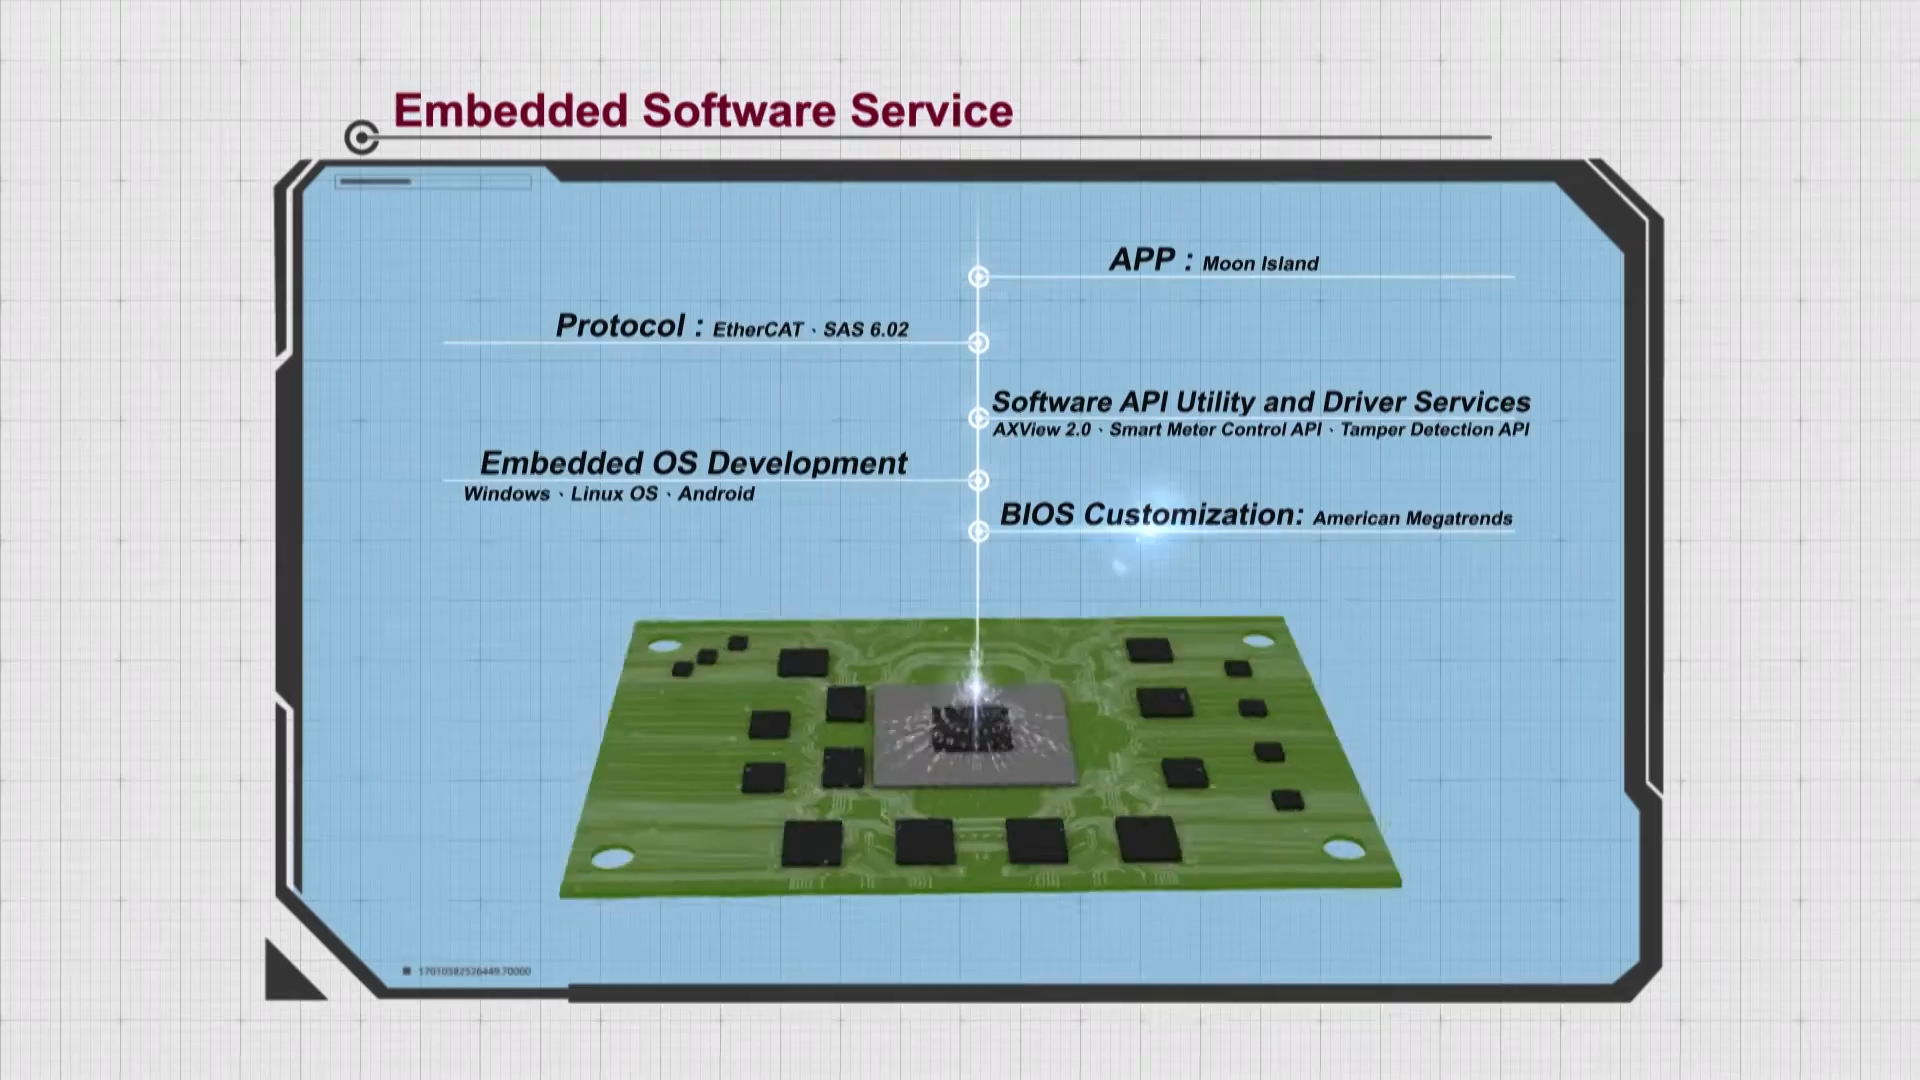 Embedded Software Service
APP : Moon Island
Protocol : EtherCAT、SAS 6.02
Software API Utility and Driver Services
AXView 2.0、Smart Meter Control API、Tamper Detection API
Embedded OS Development
Windows、Linux OS、Android
BIOS Customization: American Megatrends